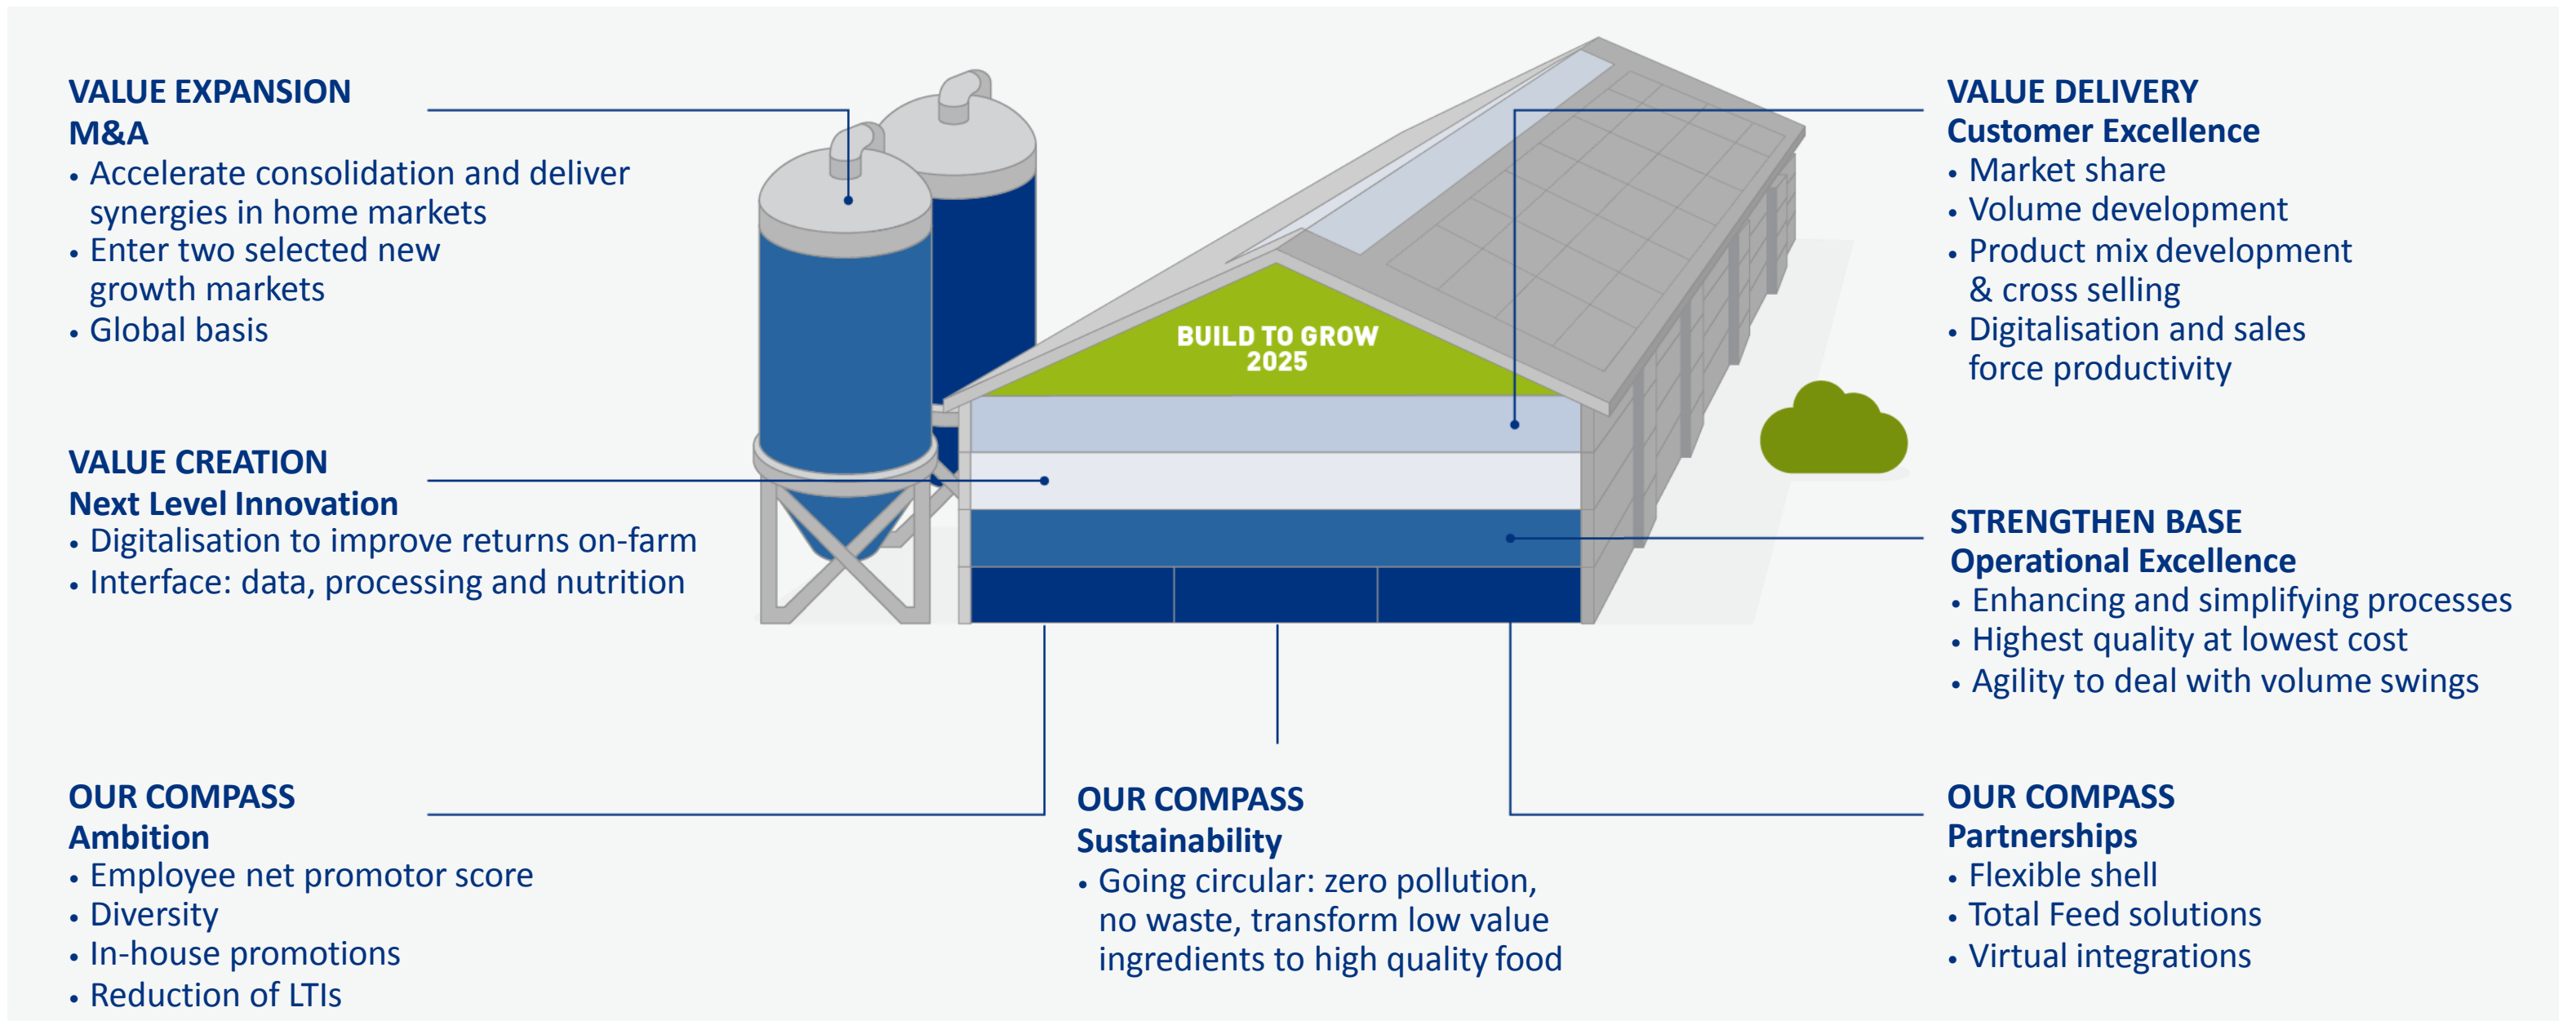 VALUE EXPANSION
M&A
• Accelerate consolidation and deliver
synergies in home markets
• Enter two selected new
growth markets
• Global basis
VALUE CREATION
Next Level Innovation
• Digitalisation to improve returns on-farm
• Interface: data, processing and nutrition
OUR COMPASS
Ambition
• Employee net promotor score
• Diversity
• In-house promotions
• Reduction of LTIs
BUILD TO GROW
2025
OUR COMPASS
Sustainability
• Going circular: zero pollution,
no waste, transform low value
ingredients to high quality food
VALUE DELIVERY
Customer Excellence
• Market share
• Volume development
• Product mix development
& cross selling
• Digitalisation and sales
force productivity
STRENGTHEN BASE
Operational Excellence
• Enhancing and simplifying processes
• Highest quality at lowest cost
• Agility to deal with volume swings
OUR COMPASS
Partnerships
• Flexible shell
• Total Feed solutions
• Virtual integrations